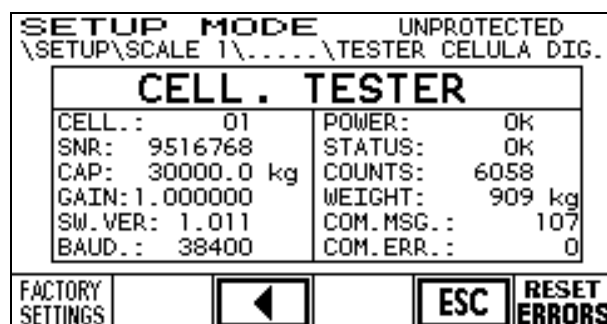 SETUP MODE UNPROTECTED
\SETUP\SCALE 1\.....\TESTER CELULA DIG.
CELL. TESTER
CELL.: 01 POWER: OK
SNR: 9516768 STATUS: OK
CAP: 30000.0 kg COUNTS: 6058
GAIN:1.000000 WEIGHT: 909 kg
SW.VER: 1.011 COM.MSG.: 107
BAUD.: 38400 COM.ERR.: 0
FACTORY SETTINGS ESC RESET ERRORS